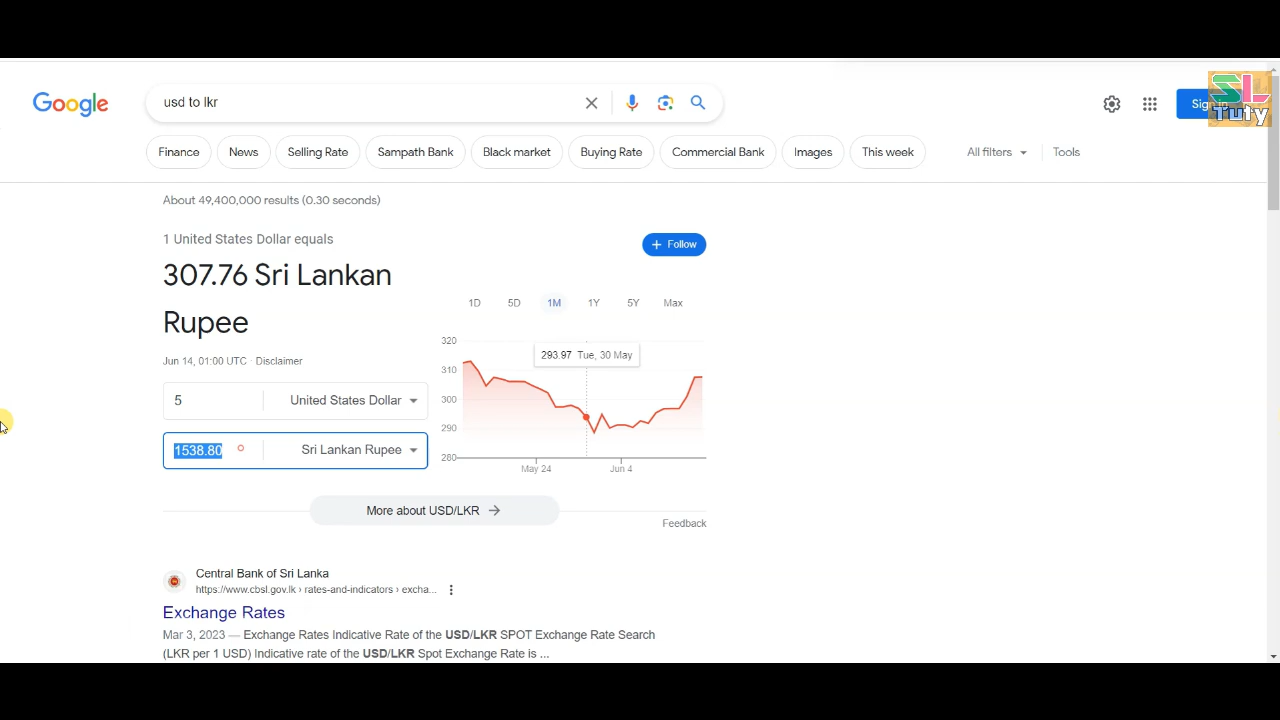 Google
usd to lkr
Sign in
SL
Tuty
Finance
News
Selling Rate
Sampath Bank
Black market
Buying Rate
Commercial Bank
Images
This week
All filters
Tools
About 49,400,000 results (0.30 seconds)
1 United States Dollar equals
Follow
307.76 Sri Lankan
Rupee
1D
5D
1M
1Y
5Y
Max
Jun 14, 01:00 UTC · Disclaimer
320
310
300
290
280
293.97 Tue, 30 May
May 24
Jun 4
5
United States Dollar
1538.80
Sri Lankan Rupee
More about USD/LKR
Feedback
Central Bank of Sri Lanka
https://www.cbsl.gov.lk › rates-and-indicators › excha...
Exchange Rates
Mar 3, 2023 — Exchange Rates Indicative Rate of the USD/LKR SPOT Exchange Rate Search
(LKR per 1 USD) Indicative rate of the USD/LKR Spot Exchange Rate is ...